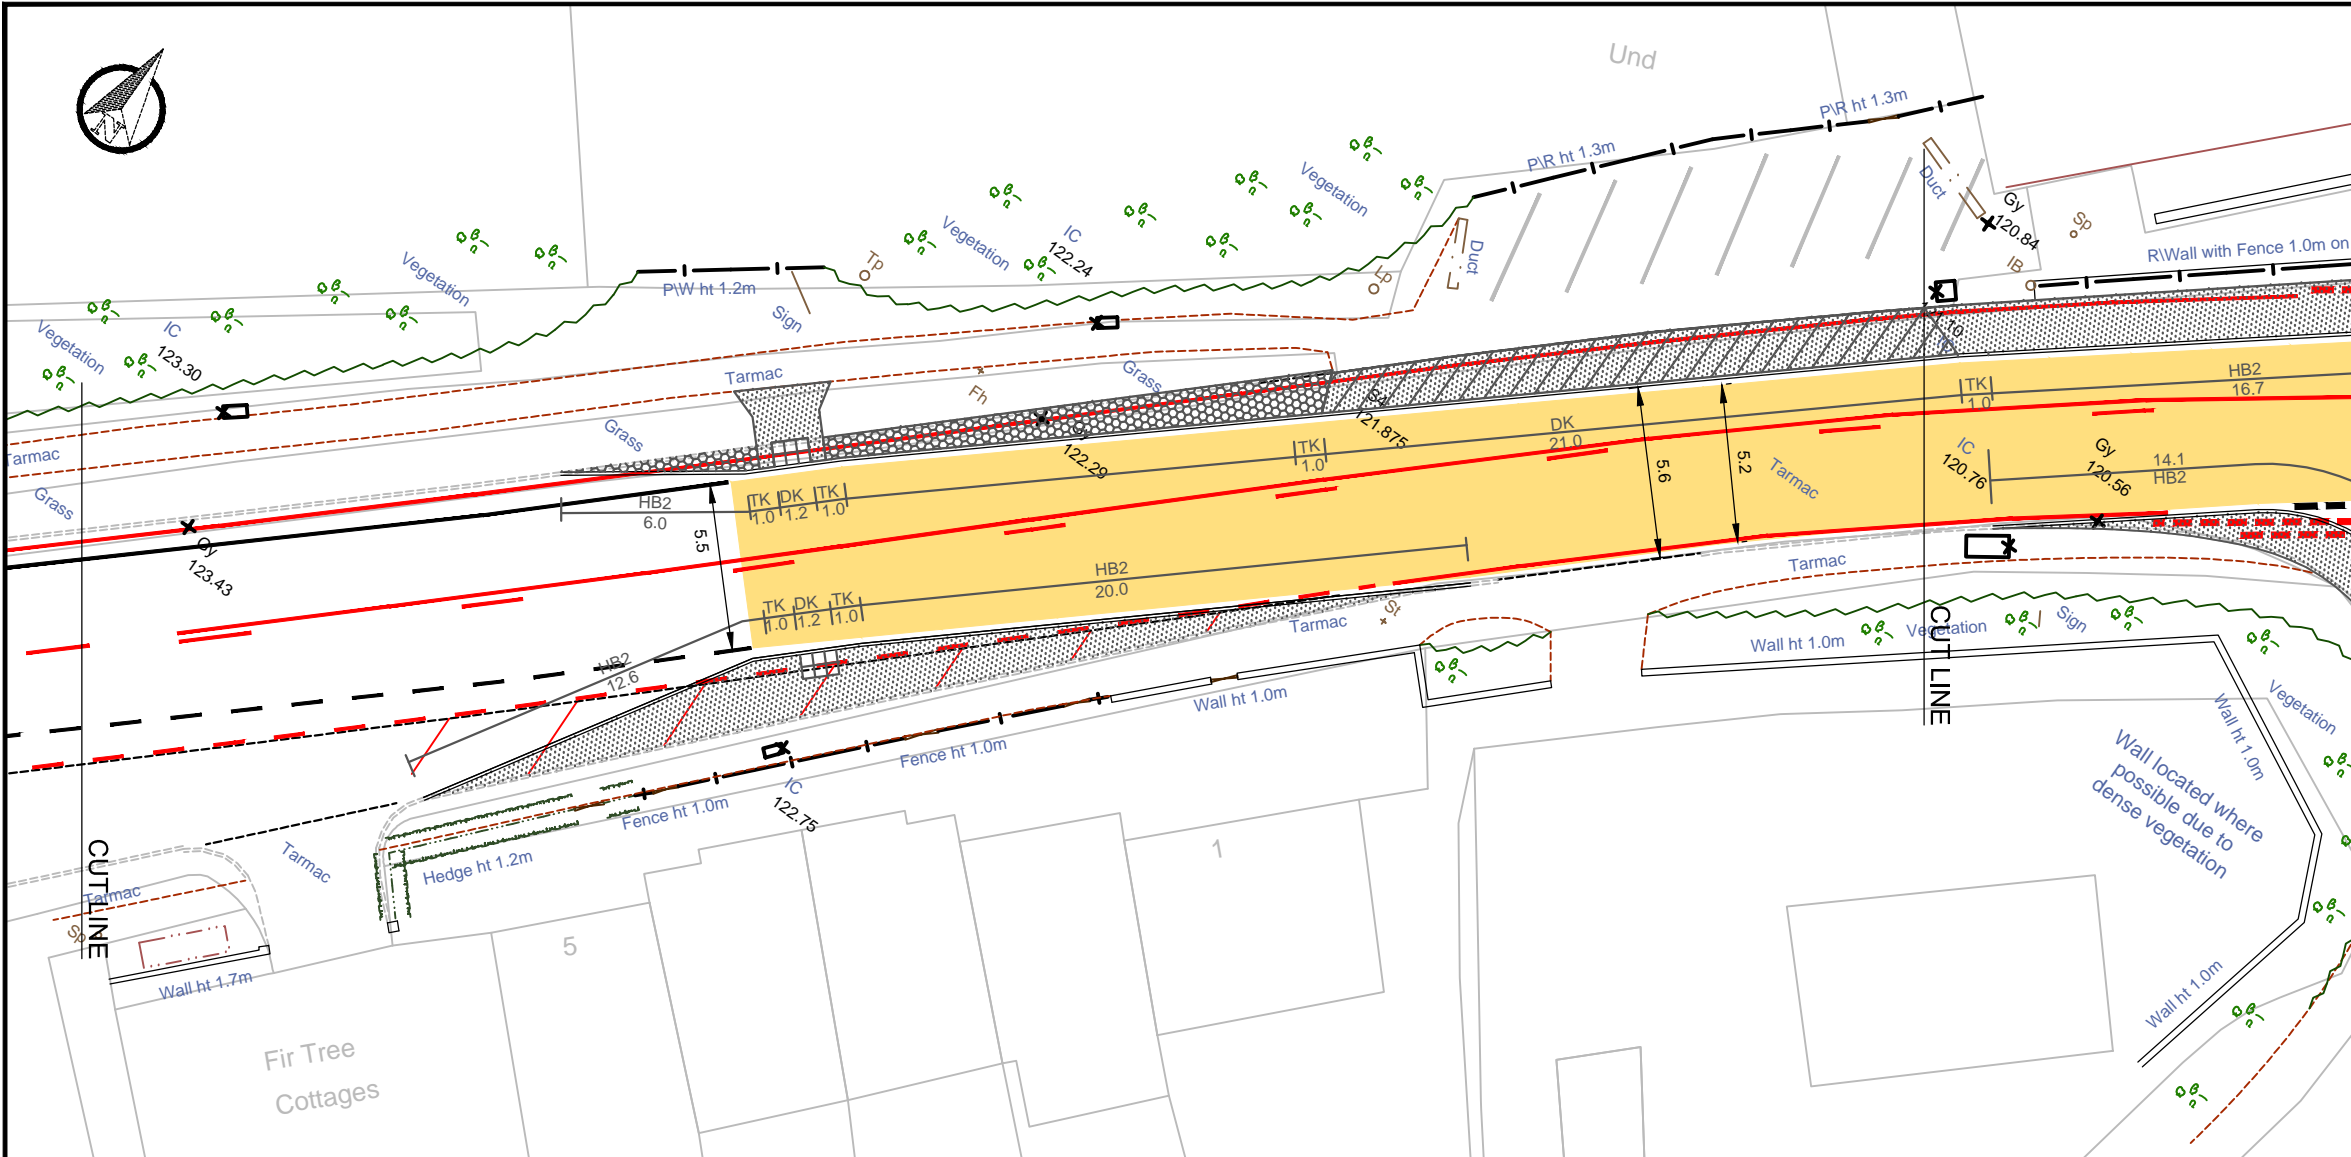 Und
P\R ht 1.3m
P\R ht 1.3m
Vegetation
Duct
Gy
120.84
Sp
R\Wall with Fence 1.0m on
IB
Vegetation
IC
122.24
Duct
Lp
Tp
Vegetation
P\W ht 1.2m
Sign
Vegetation
IC
123.30
Tarmac
Grass
Fh
Grass
Tarmac
Grass
121.875
122.29
TK
1.0
DK
21.0
TK
1.0
HB2
16.7
5.6
5.2
Tarmac
IC
120.76
Gy
120.56
14.1
HB2
HB2
6.0
TK
1.0
DK
1.2
TK
1.0
5.5
Gy
123.43
HB2
20.0
TK
1.0
DK
1.2
TK
1.0
HB2
12.6
St
Tarmac
Tarmac
Wall ht 1.0m
Vegetation
Sign
CUT LINE
Vegetation
Wall ht 1.0m
Wall ht 1.0m
Fence ht 1.0m
IC
122.75
Fence ht 1.0m
Hedge ht 1.2m
Tarmac
CUT LINE
Tarmac
Sp
Wall ht 1.7m
Wall located where
possible due to
dense vegetation
Wall ht 1.0m
1
5
Fir Tree
Cottages